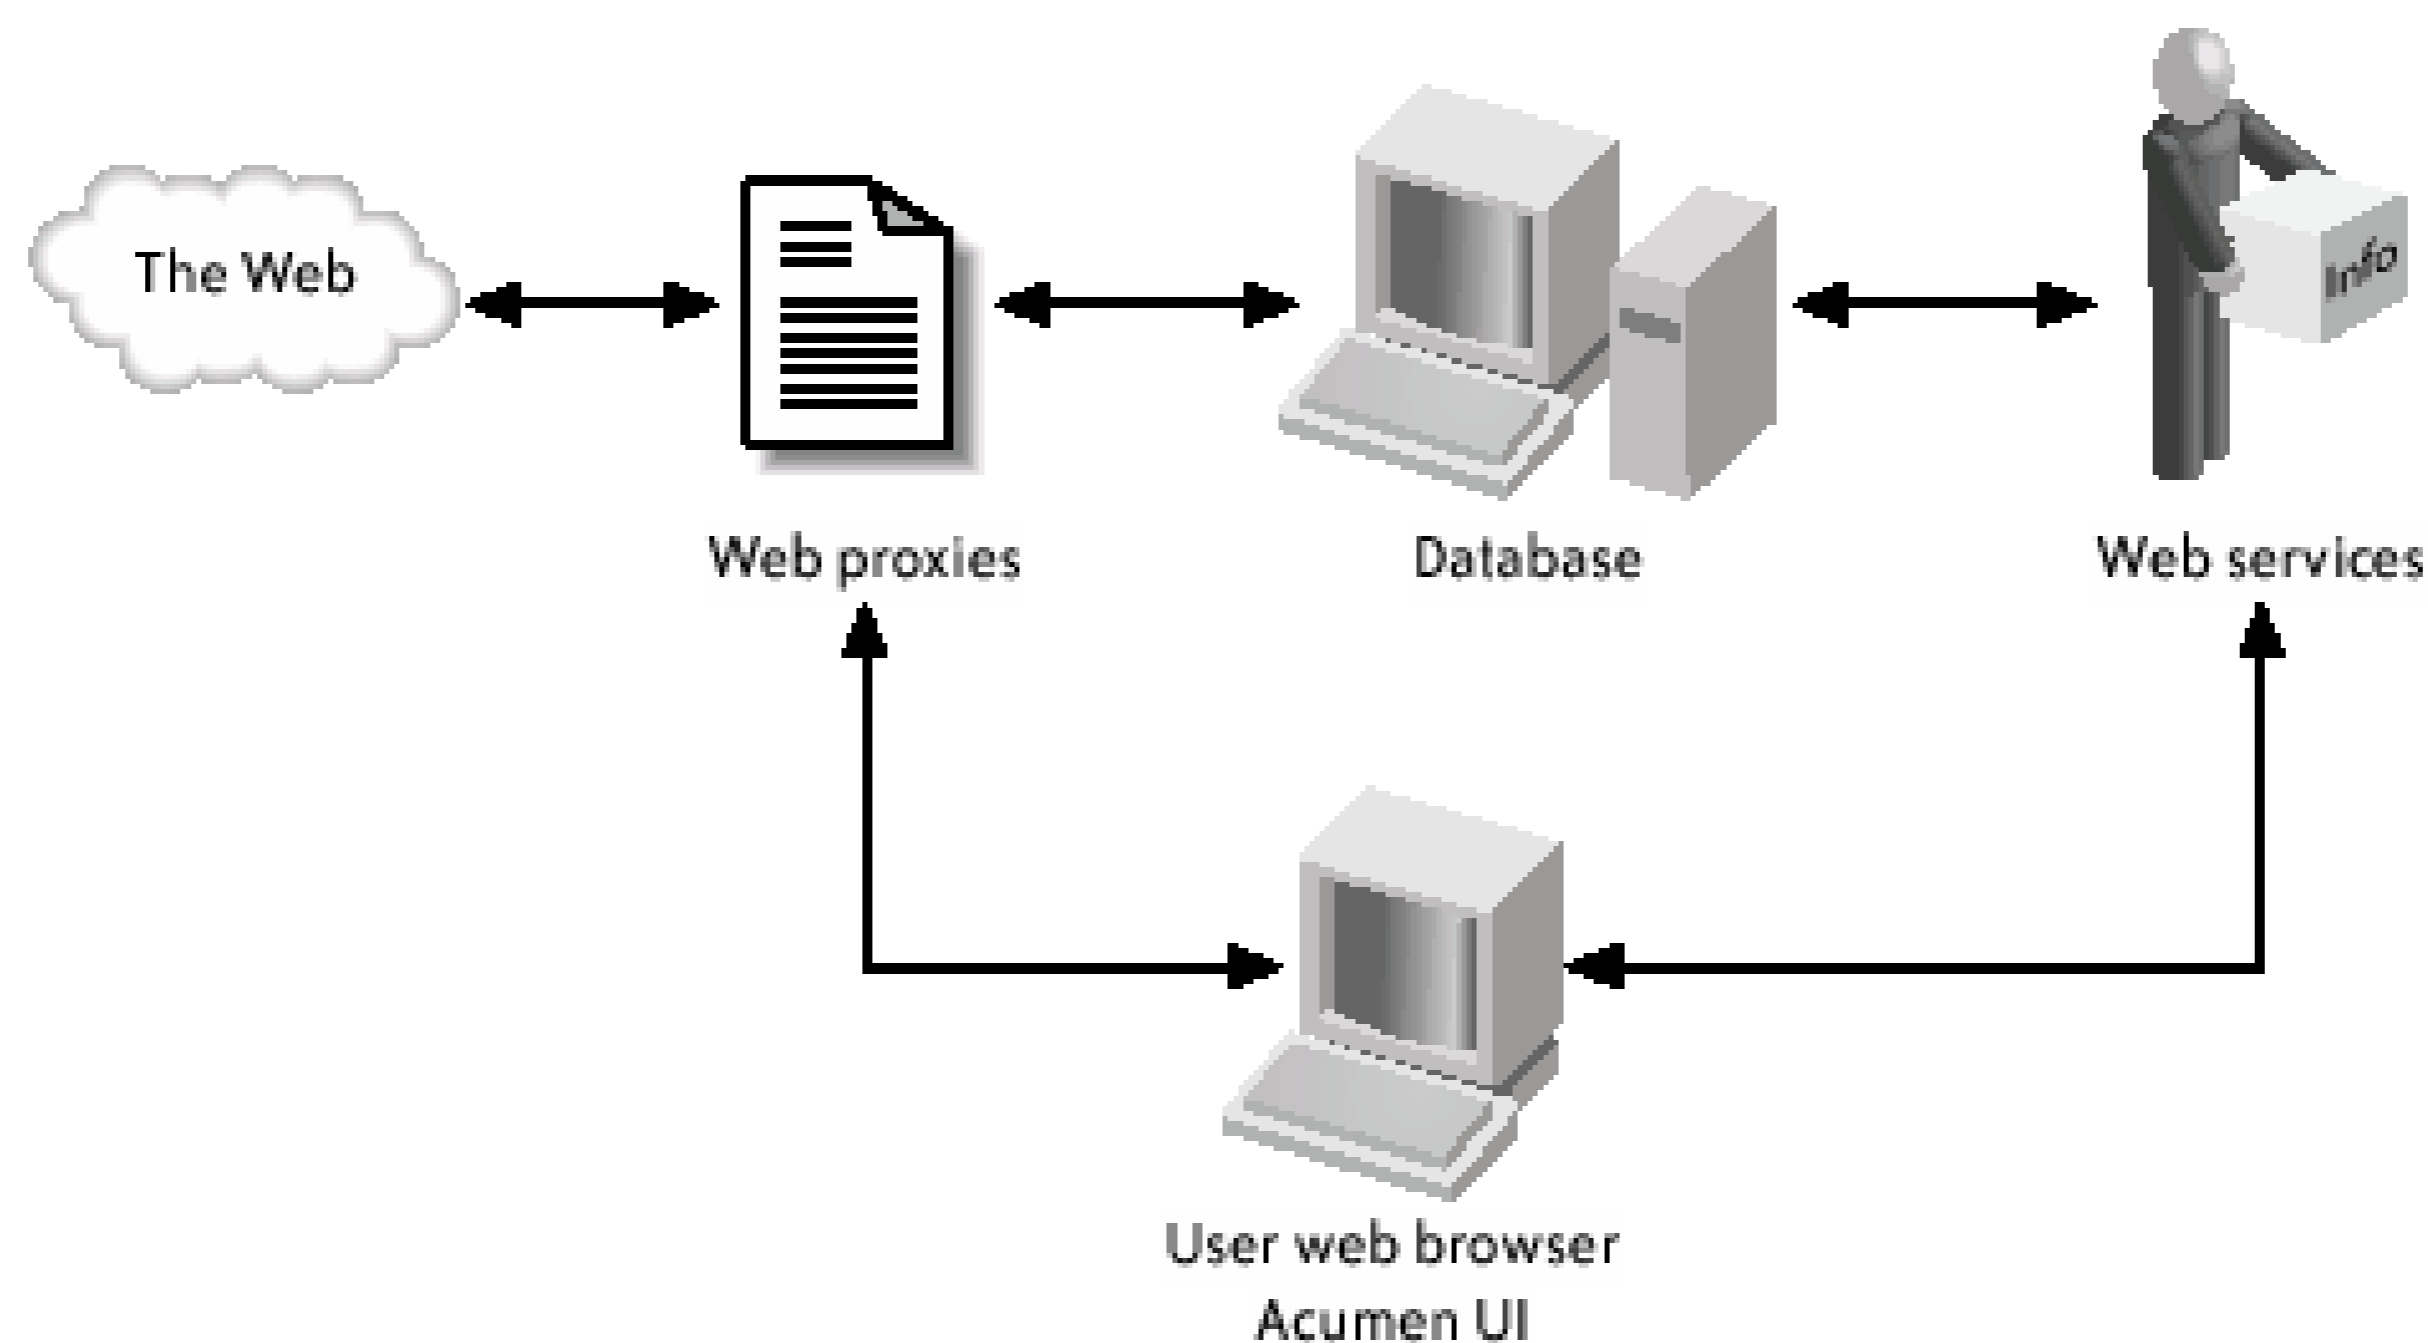 The Web
Info
Web proxies
Database
Web services
User web browser
Acumen UI